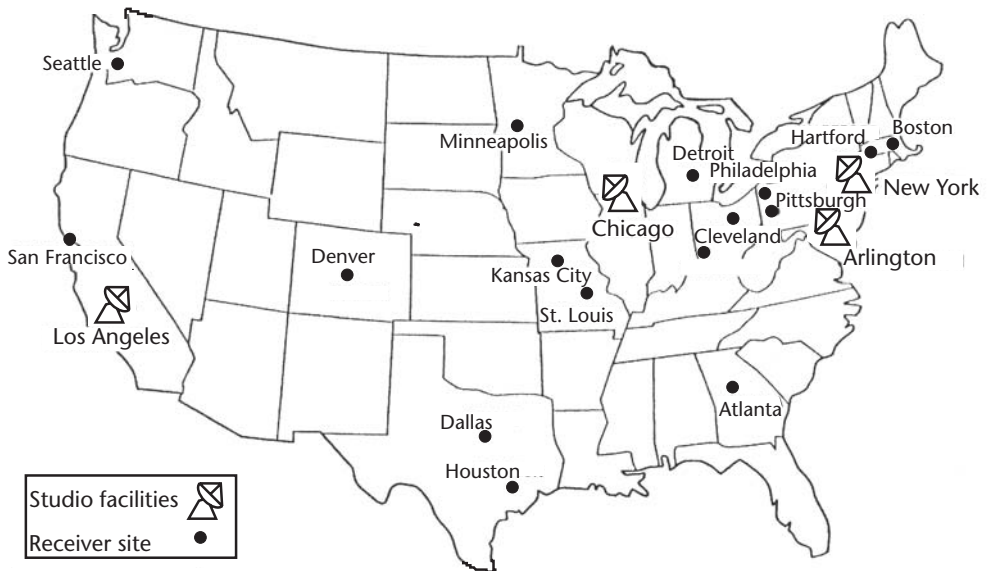 Seattle
Minneapolis
Hartford
Boston
Detroit
Philadelphia
New York
Pittsburgh
Chicago
Cleveland
Arlington
San Francisco
Denver
Kansas City
St. Louis
Los Angeles
Atlanta
Dallas
Houston
Studio facilities
Receiver site